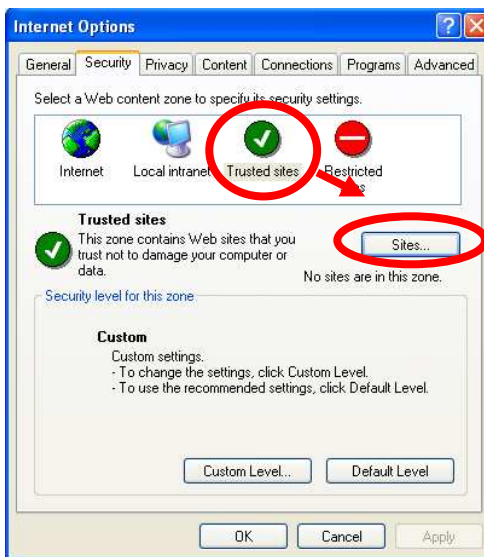 Internet Options
General Security Privacy Content Connections Programs Advanced
Select a Web content zone to specify its security settings.
Internet Local intranet Trusted sites Restricted
Trusted sites
This zone contains Web sites that you
trust not to damage your computer or
data.
Sites...
No sites are in this zone.
Security level for this zone
Custom
Custom settings.
- To change the settings, click Custom Level.
- To use the recommended settings, click Default Level.
Custom Level... Default Level
OK Cancel Apply